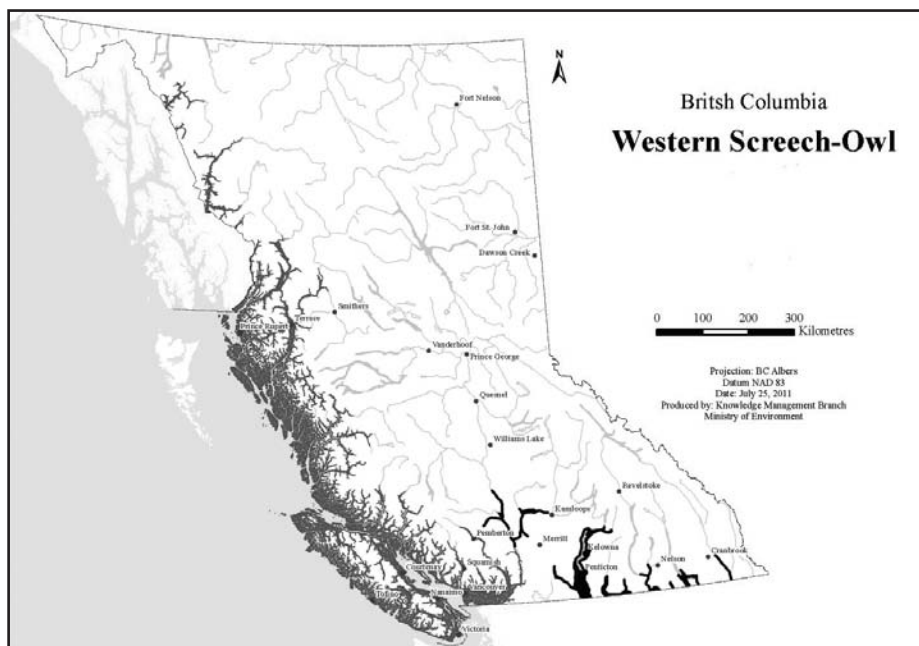 N
Britsh Columbia
Western Screech-Owl
Fort Nelson
Fort St. John
Dawson Creek
Smithers
Terrace
Prince Rupert
Vanderhoof
Prince George
Quesnel
Williams Lake
0 100 200 300
Kilometres
Projection: BC Albers
Datum NAD 83
Date: July 25, 2011
Produced by: Knowledge Management Branch
Ministry of Environment
Revelstoke
Kamloops
Pemberton
Merrill
Kelowna
Nelson
Cranbrook
Squamish
Penticton
Courtenay
Vancouver
Nanaimo
Tofino
Victoria